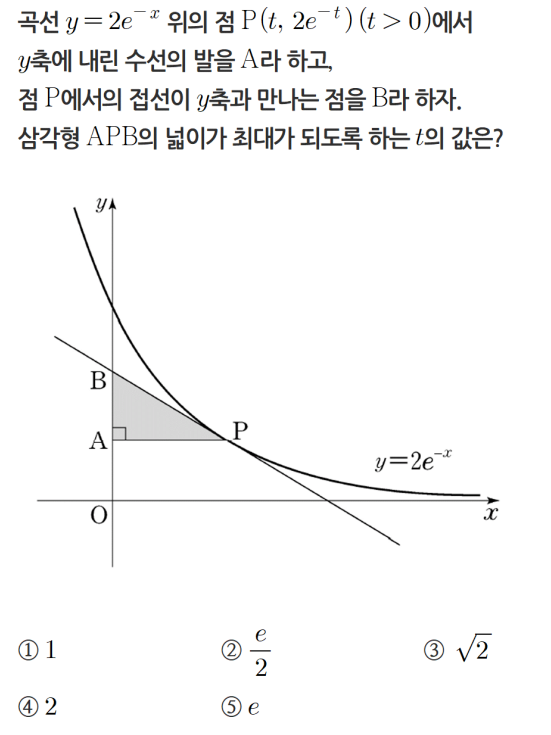 곡선 y=2e^{-x} 위의 점 P(t, 2e^{-t})(t>0)에서
y축에 내린 수선의 발을 A라 하고,
점 P에서의 접선이 y축과 만나는 점을 B라 하자.
삼각형 APB의 넓이가 최대가 되도록 하는 t의 값은?
y
B
P
A
y=2e^{-x}
O
x
① 1 ② e/2 ③ √2
④ 2 ⑤ e